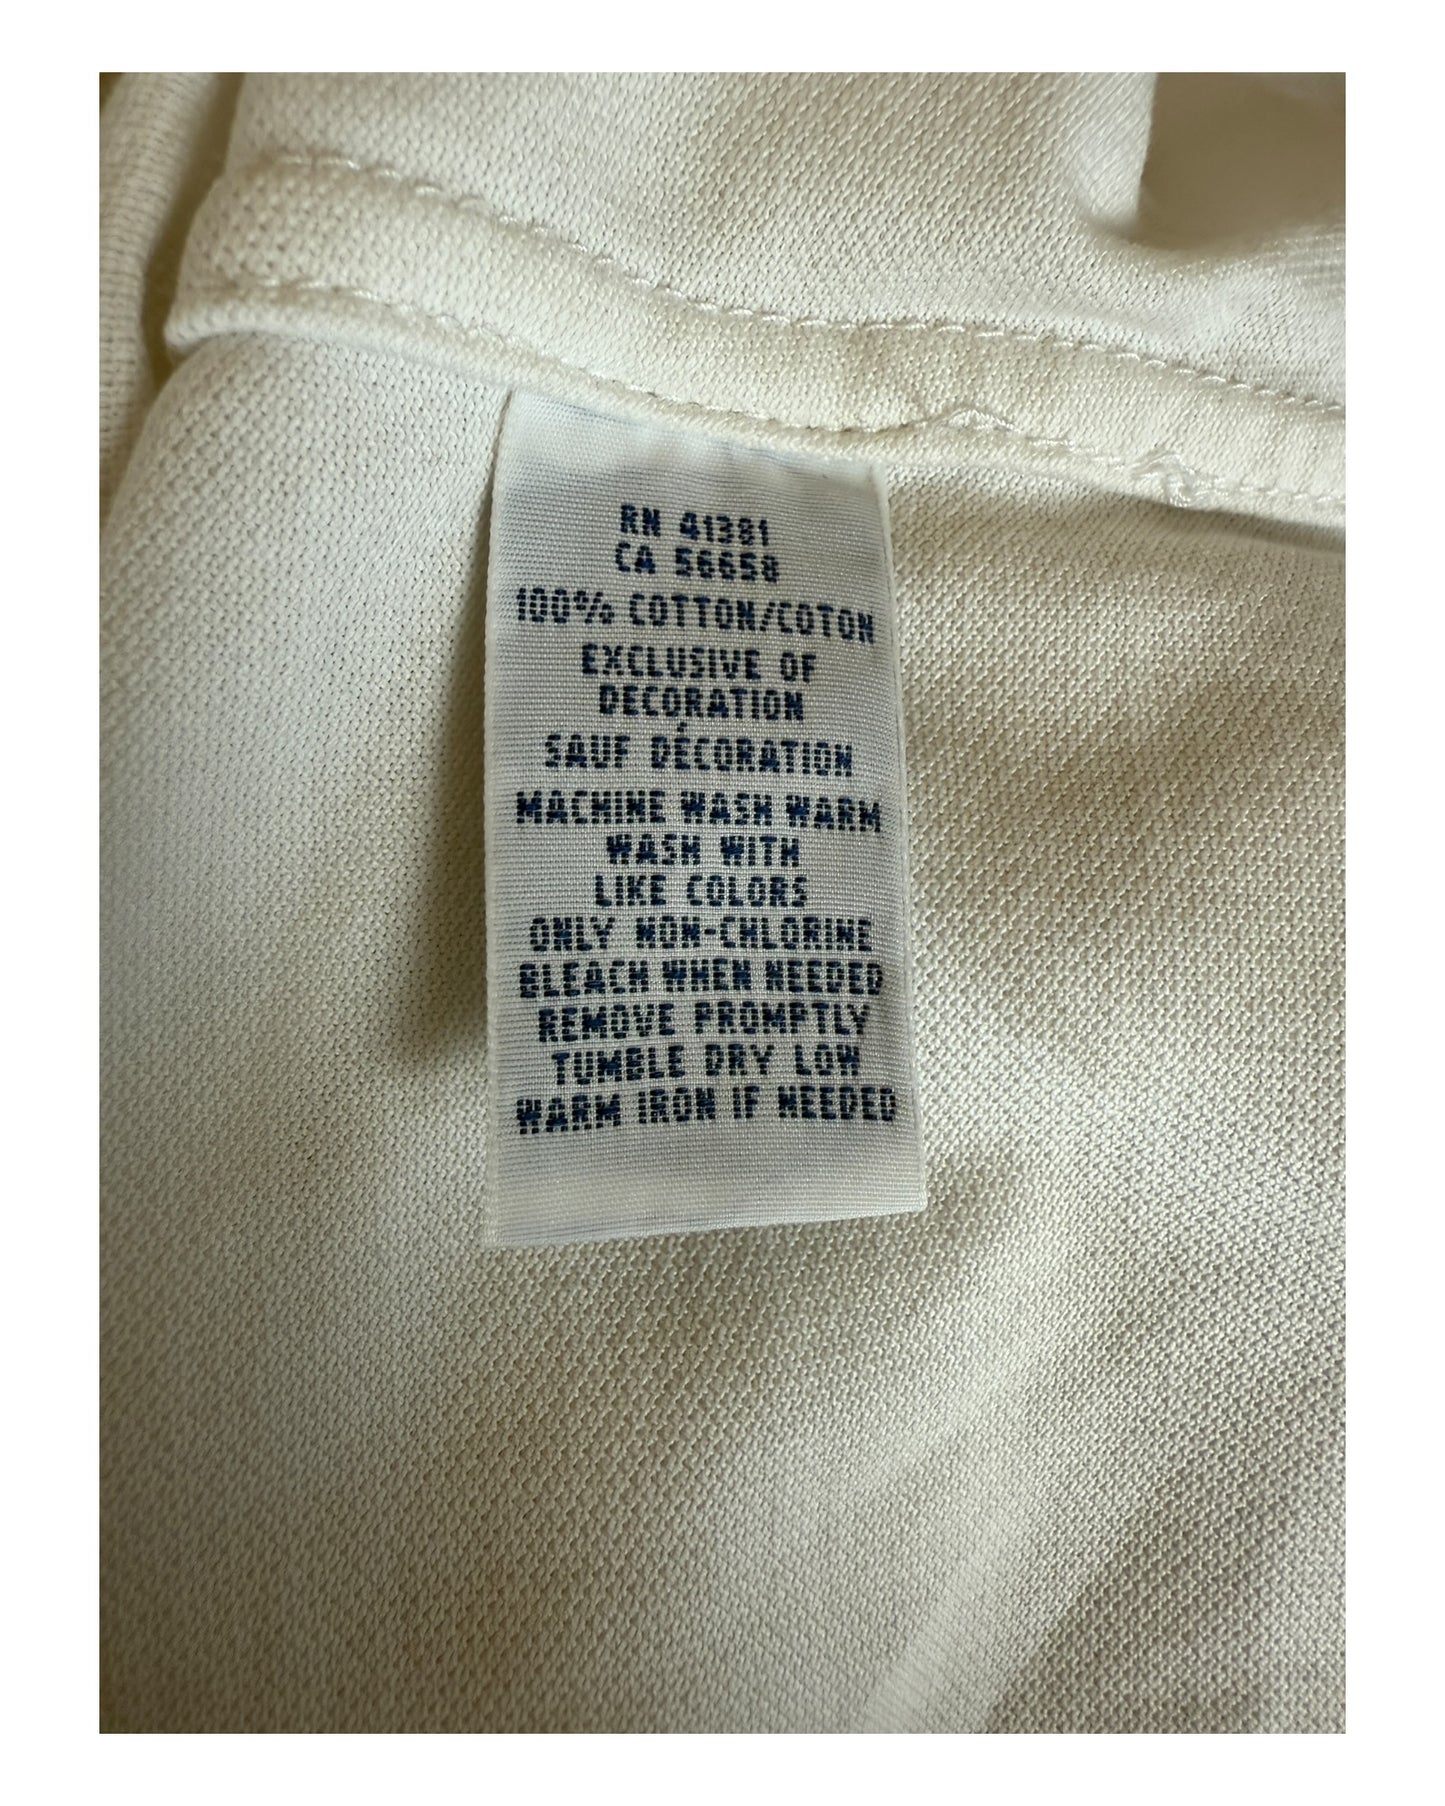 RN 41381
CA 56658
100% COTTON/COTON
EXCLUSIVE OF
DECORATION
SAUF DÉCORATION
MACHINE WASH WARM
WASH WITH
LIKE COLORS
ONLY NON-CHLORINE
BLEACH WHEN NEEDED
REMOVE PROMPTLY
TUMBLE DRY LOW
WARM IRON IF NEEDED